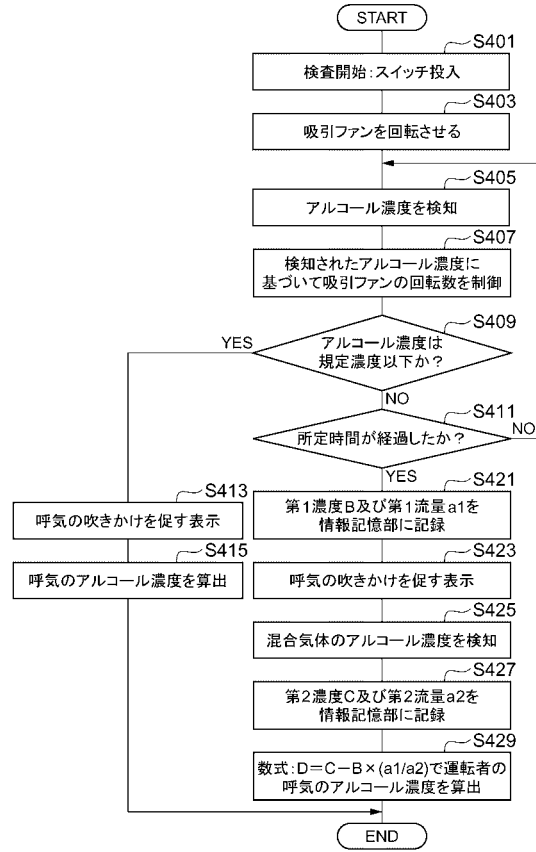 START
S401
検査開始：スイッチ投入
S403
吸引ファンを回転させる
S405
アルコール濃度を検知
S407
検知されたアルコール濃度に
基づいて吸引ファンの回転数を制御
S409
アルコール濃度は
規定濃度以下か？
YES
NO
S411
所定時間が経過したか？
NO
YES
S413
呼気の吹きかけを促す表示
S415
呼気のアルコール濃度を算出
S421
第1濃度B及び第1流量a1を
情報記憶部に記録
S423
呼気の吹きかけを促す表示
S425
混合気体のアルコール濃度を検知
S427
第2濃度C及び第2流量a2を
情報記憶部に記録
S429
数式：D＝C－B×(a1/a2)で運転者の
呼気のアルコール濃度を算出
END